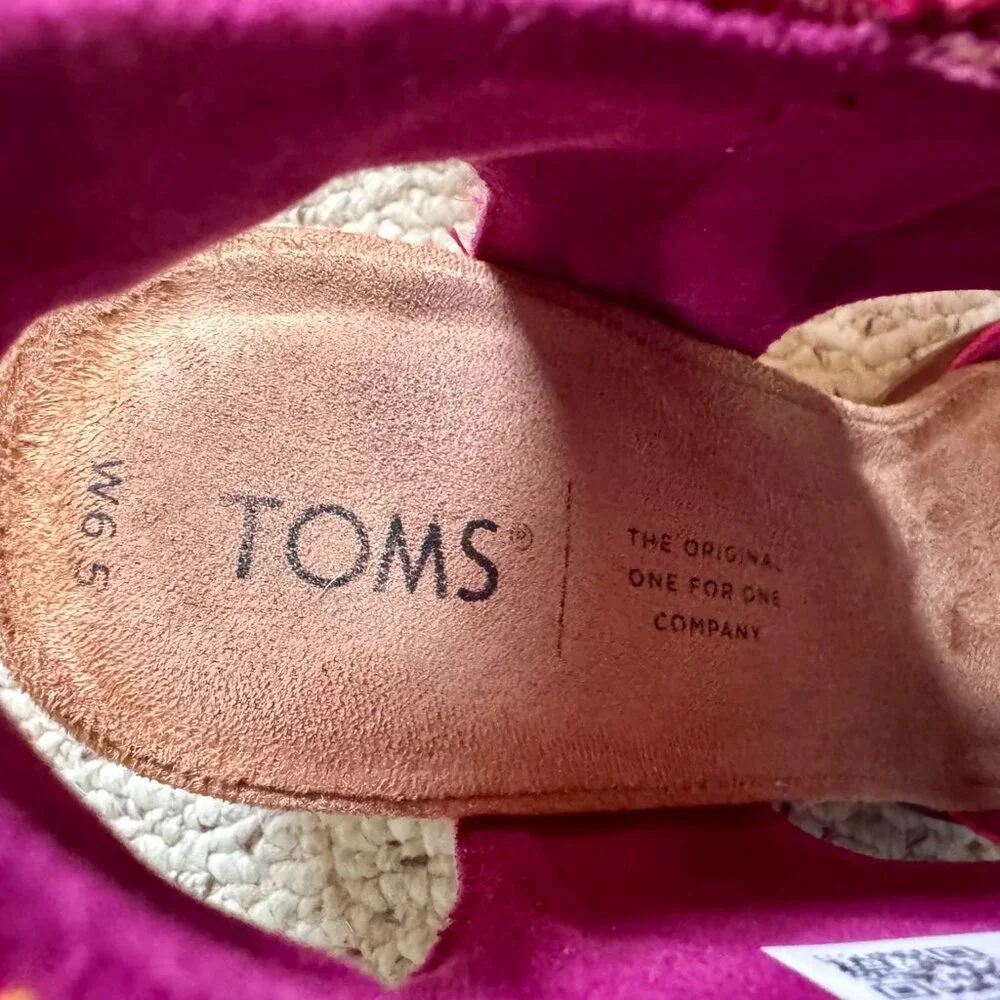 W6.5
TOMS®
THE ORIGINAL
ONE FOR ONE
COMPANY